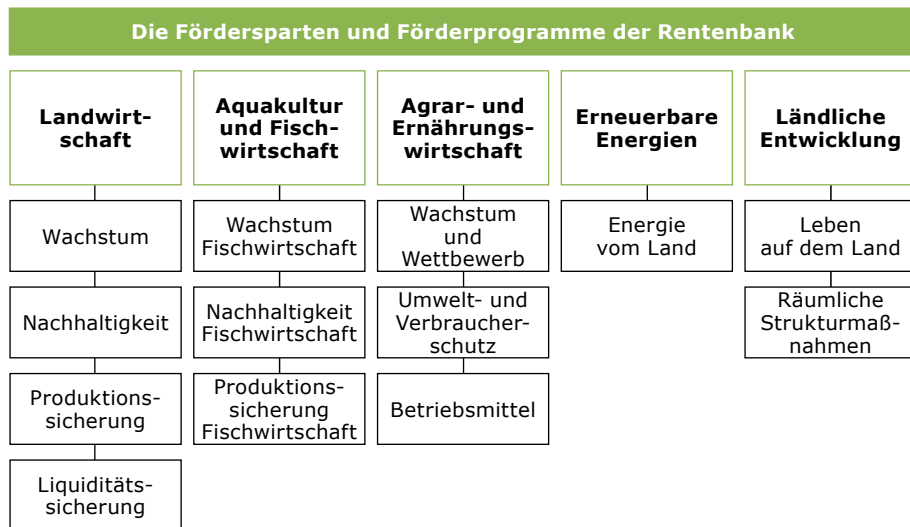 Die Fördersparten und Förderprogramme der Rentenbank
Landwirt-
schaft
Wachstum
Nachhaltigkeit
Produktions-
sicherung
Liquiditäts-
sicherung
Aquakultur
und Fisch-
wirtschaft
Wachstum
Fischwirtschaft
Nachhaltigkeit
Fischwirtschaft
Produktions-
sicherung
Fischwirtschaft
Agrar- und
Ernährungs-
wirtschaft
Wachstum
und
Wettbewerb
Umwelt- und
Verbraucher-
schutz
Betriebsmittel
Erneuerbare
Energien
Energie
vom Land
Ländliche
Entwicklung
Leben
auf dem Land
Räumliche
Strukturmaß-
nahmen